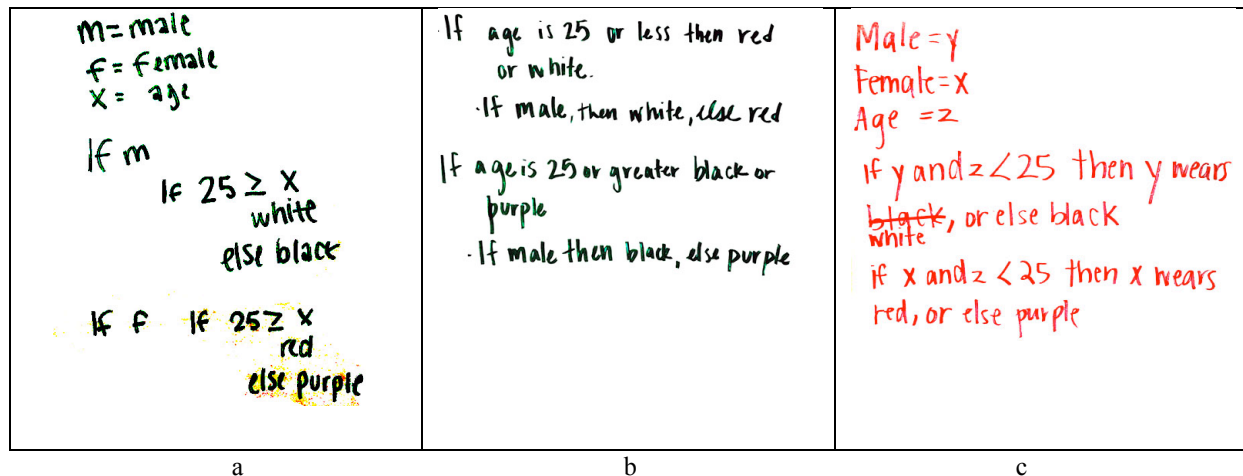 m = male
f = female
x = age
If m
If 25 ≥ x
white
else black
If f If 25 ≥ x
red
else purple
a
·If age is 25 or less then red
or white.
·If male, then white, else red
If age is 25 or greater black or
purple
·If male then black, else purple
b
Male = y
Female = x
Age = z
if y and z < 25 then y wears
black, or else black
white
if x and z < 25 then x wears
red, or else purple
c